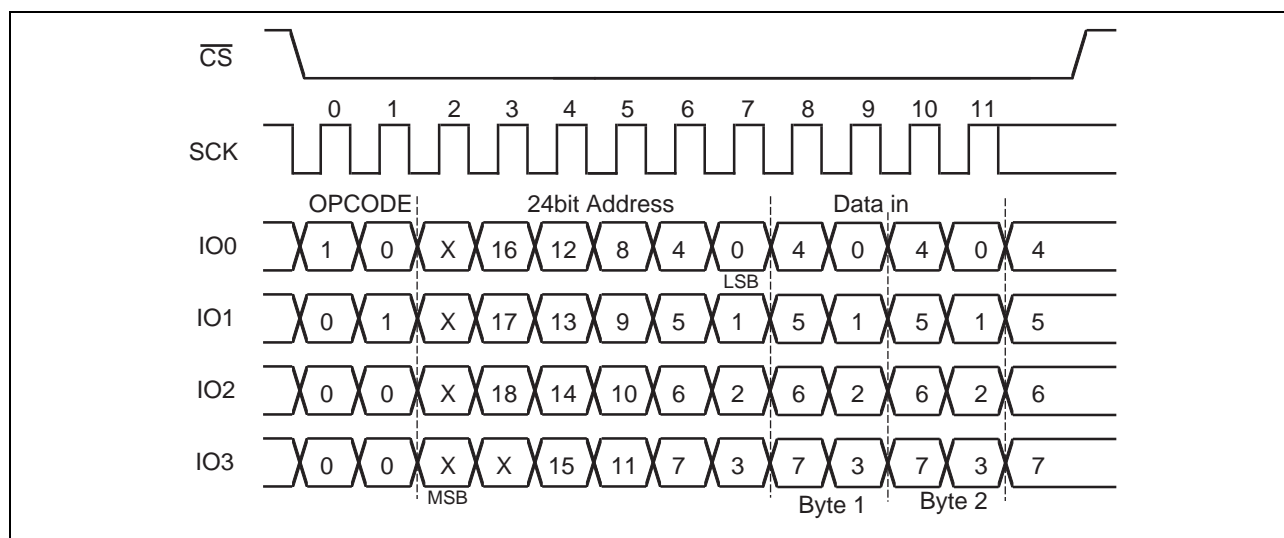 CS
0 1 2 3 4 5 6 7 8 9 10 11
SCK
OPCODE 24bit Address Data in
IO0 1 0 X 16 12 8 4 0 4 0 4 0 4
LSB
IO1 0 1 X 17 13 9 5 1 5 1 5 1 5
IO2 0 0 X 18 14 10 6 2 6 2 6 2 6
IO3 0 0 X X 15 11 7 3 7 3 7 3 7
MSB
Byte 1 Byte 2